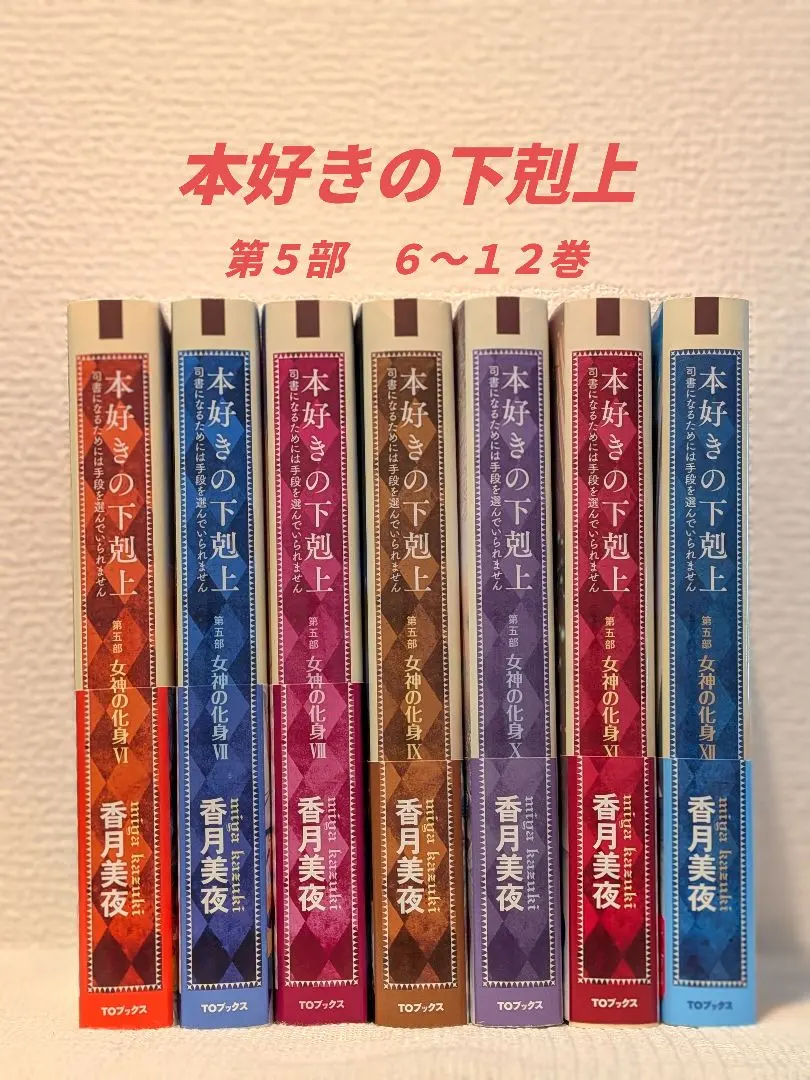 本好きの下剋上
第５部　６〜１２巻
本好きの下剋上
司書になるためには手段を選んでいられません
第五部
女神の化身 VI
香月美夜
miya kazuki
TOブックス
本好きの下剋上
司書になるためには手段を選んでいられません
第五部
女神の化身 VII
香月美夜
miya kazuki
TOブックス
本好きの下剋上
司書になるためには手段を選んでいられません
第五部
女神の化身 VIII
香月美夜
miya kazuki
TOブックス
本好きの下剋上
司書になるためには手段を選んでいられません
第五部
女神の化身 IX
香月美夜
miya kazuki
TOブックス
本好きの下剋上
司書になるためには手段を選んでいられません
第五部
女神の化身 X
香月美夜
miya kazuki
TOブックス
本好きの下剋上
司書になるためには手段を選んでいられません
第五部
女神の化身 XI
香月美夜
miya kazuki
TOブックス
本好きの下剋上
司書になるためには手段を選んでいられません
第五部
女神の化身 XII
香月美夜
miya kazuki
TOブックス